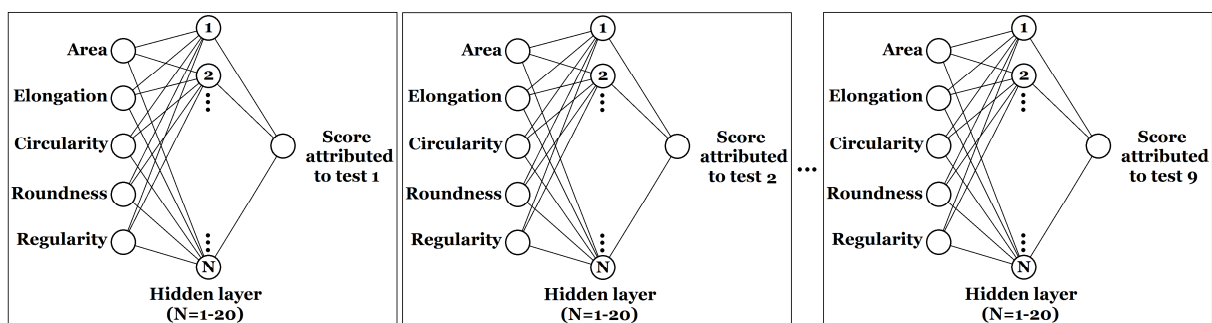 Area
Elongation
Circularity
Roundness
Regularity
1
2
N
Hidden layer
(N=1-20)
Score
attributed
to test 1
Area
Elongation
Circularity
Roundness
Regularity
1
2
N
Hidden layer
(N=1-20)
Score
attributed
to test 2
...
Area
Elongation
Circularity
Roundness
Regularity
1
2
N
Hidden layer
(N=1-20)
Score
attributed
to test 9